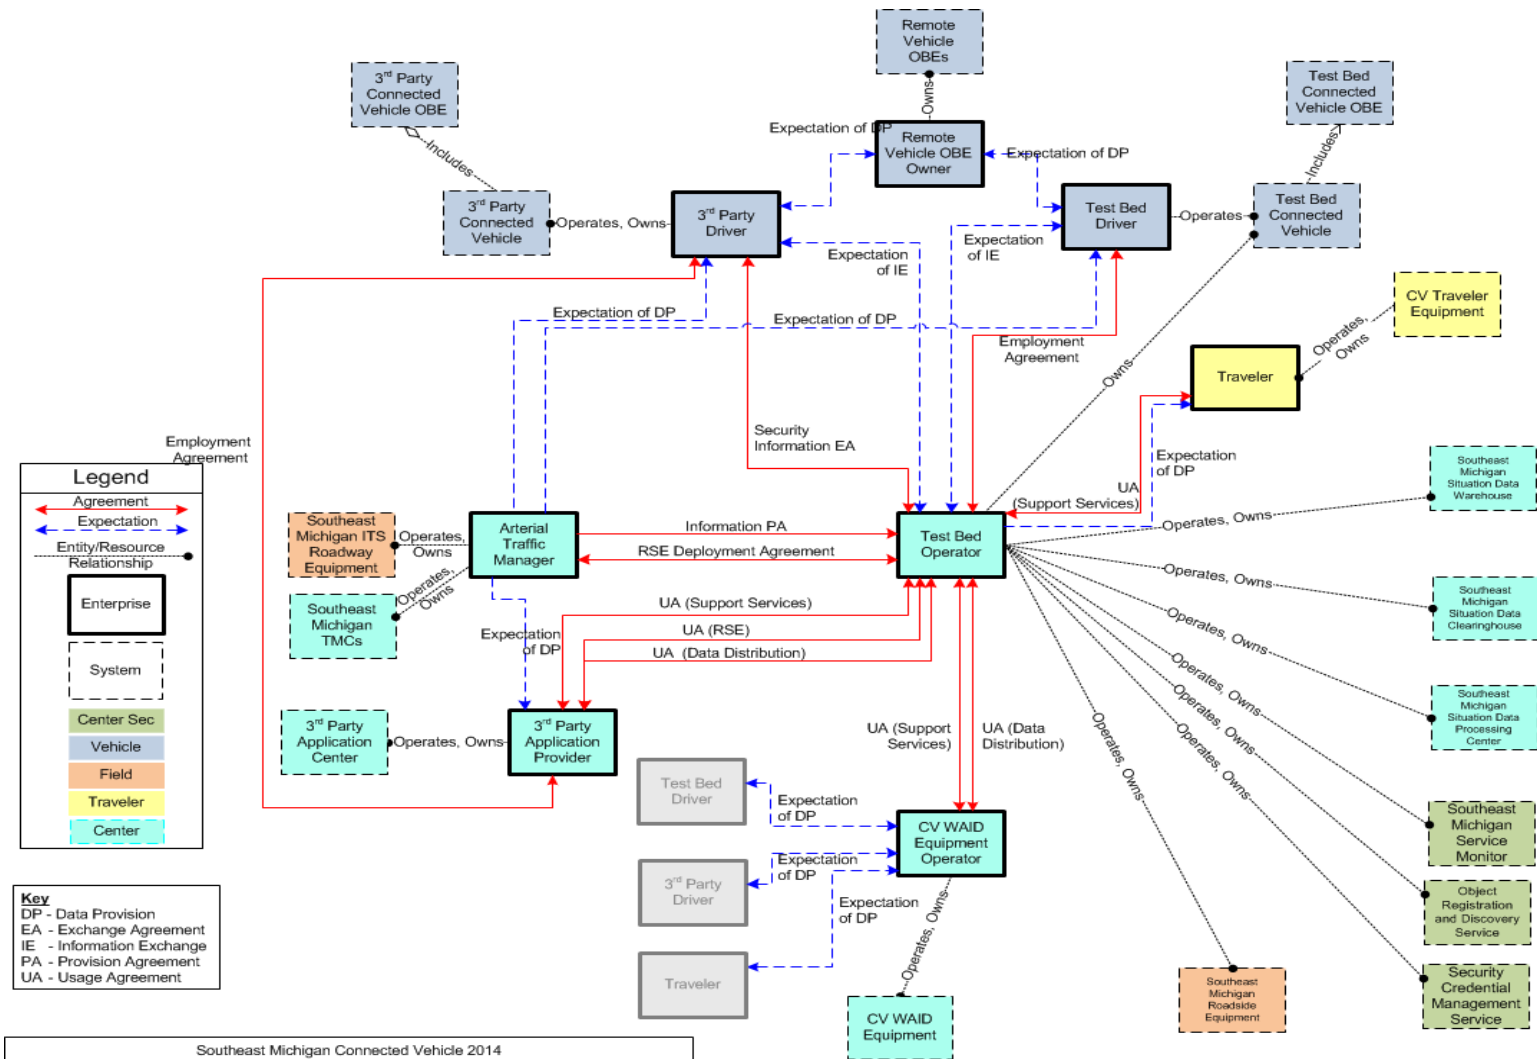 Remote
Vehicle
OBEs
3rd Party
Connected
Vehicle OBE
Test Bed
Connected
Vehicle OBE
Owns
Expectation of DP
Remote
Vehicle OBE
Owner
Expectation of DP
Includes
Includes
3rd Party
Connected
Vehicle
Operates, Owns
3rd Party
Driver
Test Bed
Driver
Operates
Test Bed
Connected
Vehicle
Expectation
of IE
Expectation
of IE
CV Traveler
Equipment
Expectation of DP
Expectation of DP
Employment
Agreement
Owns
Operates,
Owns
Traveler
Employment
Agreement
Security
Information EA
Expectation
of DP
UA
(Support Services)
Southeast
Michigan
Situation Data
Warehouse
Legend
Agreement
Expectation
Entity/Resource
Relationship
Enterprise
System
Center Sec
Vehicle
Field
Traveler
Center
Southeast
Michigan ITS
Roadway
Equipment
Operates,
Owns
Arterial
Traffic
Manager
Information PA
RSE Deployment Agreement
Test Bed
Operator
Operates, Owns
Operates, Owns
Southeast
Michigan
TMCs
Operates,
Owns
Expectation
of DP
UA (Support Services)
UA (RSE)
UA (Data Distribution)
Southeast
Michigan
Situation Data
Clearinghouse
Operates, Owns
Operates, Owns
Operates, Owns
Operates, Owns
Operates, Owns
3rd Party
Application
Center
Operates, Owns
3rd Party
Application
Provider
UA (Support
Services)
UA (Data
Distribution)
Southeast
Michigan
Situation Data
Processing
Center
Test Bed
Driver
Expectation
of DP
CV WAID
Equipment
Operator
Southeast
Michigan
Service
Monitor
3rd Party
Driver
Expectation
of DP
Expectation
of DP
Object
Registration
and Discovery
Service
Key
DP - Data Provision
EA - Exchange Agreement
IE - Information Exchange
PA - Provision Agreement
UA - Usage Agreement
Traveler
Operates, Owns
Southeast
Michigan
Roadside
Equipment
Security
Credential
Management
Service
CV WAID
Equipment
Southeast Michigan Connected Vehicle 2014